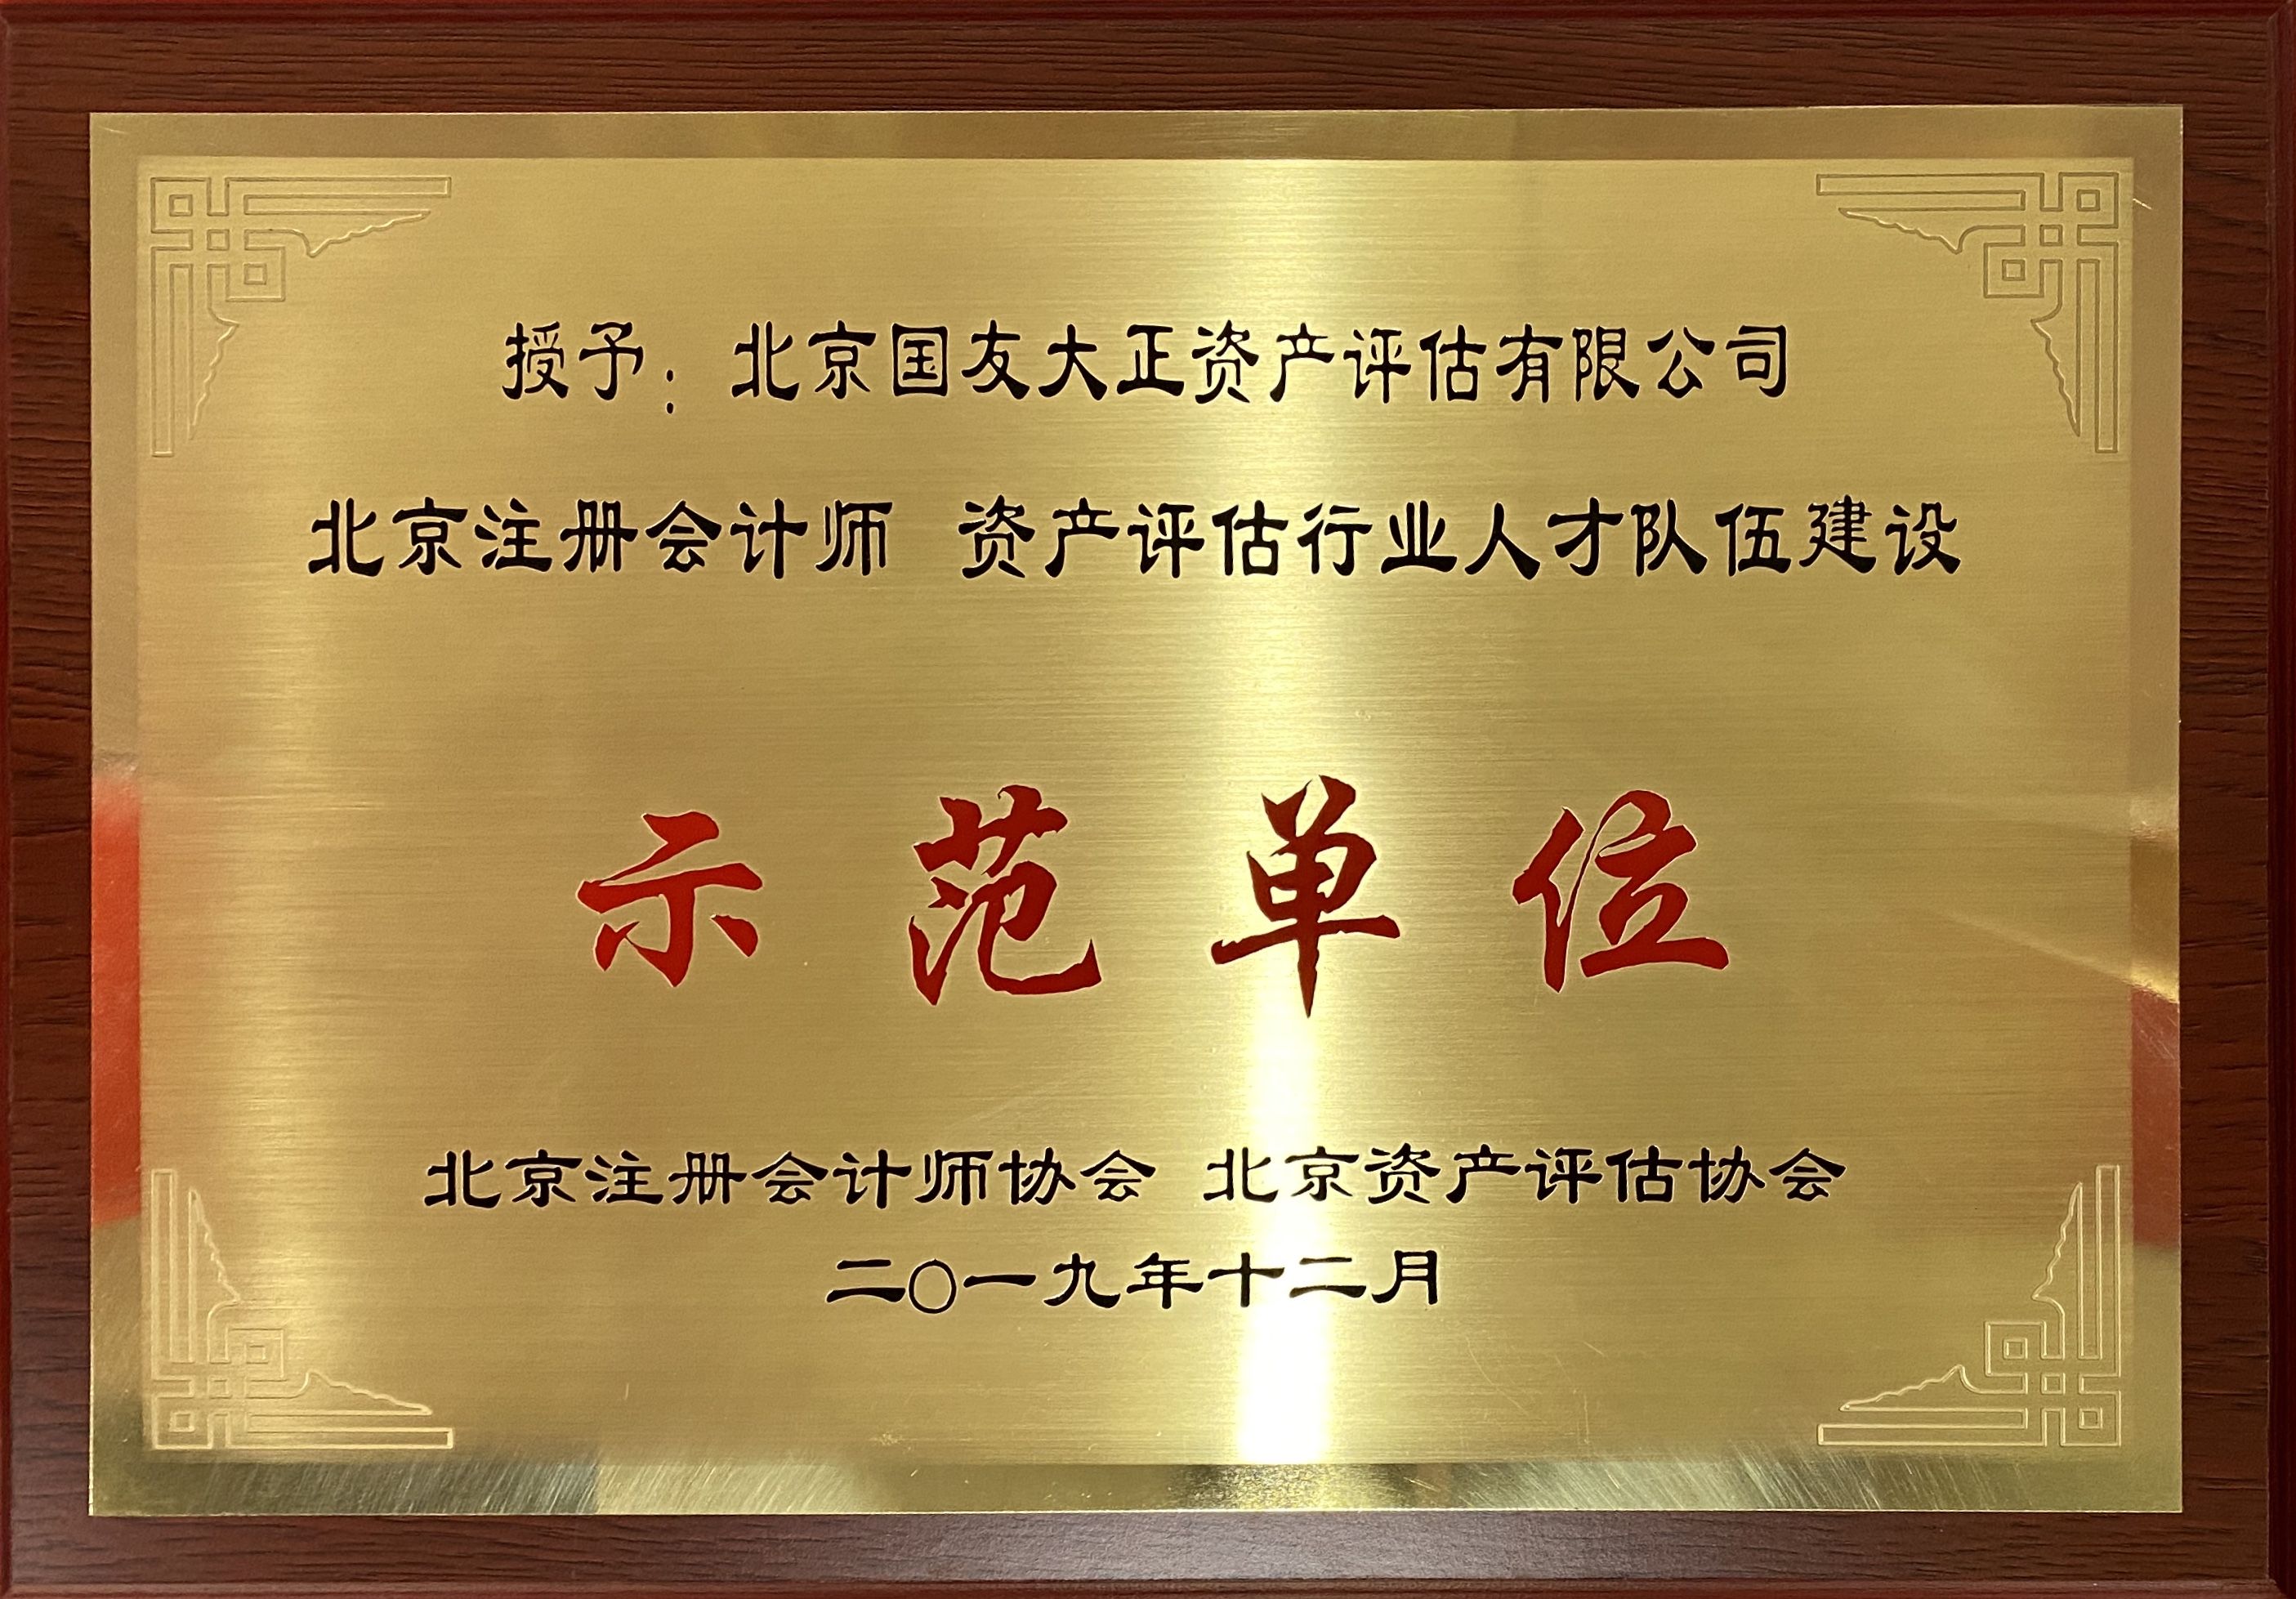 授予：北京国友大正资产评估有限公司
北京注册会计师 资产评估行业人才队伍建设
示范单位
北京注册会计师协会 北京资产评估协会
二〇一九年十二月